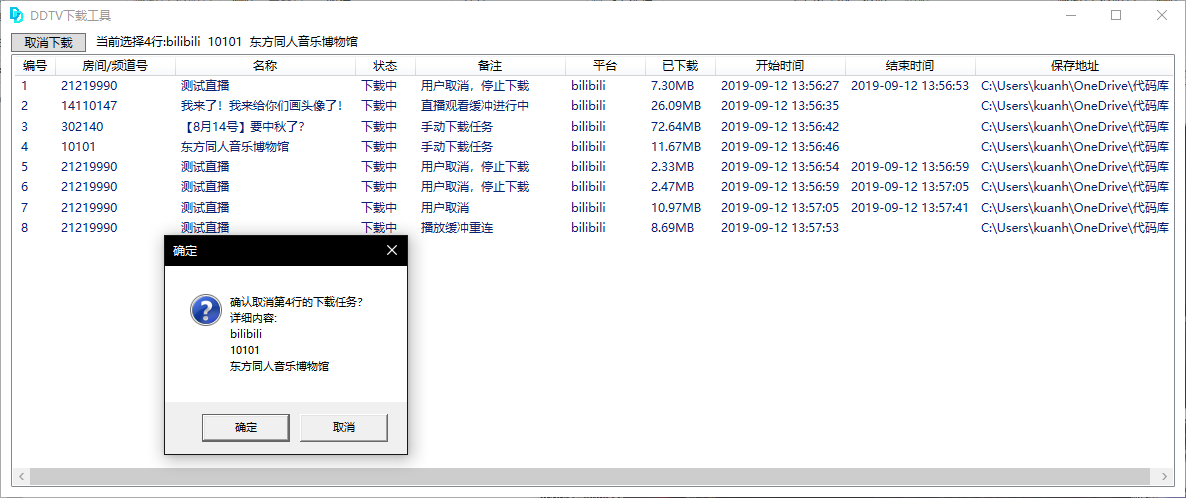 DDTV下载工具
取消下载 当前选择4行:bilibili 10101 东方同人音乐博物馆
编号 房间/频道号 名称 状态 备注 平台 已下载 开始时间 结束时间 保存地址
1 21219990 测试直播 下载中 用户取消，停止下载 bilibili 7.30MB 2019-09-12 13:56:27 2019-09-12 13:56:53 C:\Users\kuanh\OneDrive\代码库
2 14110147 我来了！我来给你们画头像了！ 下载中 直播观看缓冲进行中 bilibili 26.09MB 2019-09-12 13:56:35 C:\Users\kuanh\OneDrive\代码库
3 302140 【8月14号】要中秋了？ 下载中 手动下载任务 bilibili 72.64MB 2019-09-12 13:56:42 C:\Users\kuanh\OneDrive\代码库
4 10101 东方同人音乐博物馆 下载中 手动下载任务 bilibili 11.67MB 2019-09-12 13:56:46 C:\Users\kuanh\OneDrive\代码库
5 21219990 测试直播 下载中 用户取消，停止下载 bilibili 2.33MB 2019-09-12 13:56:54 2019-09-12 13:56:59 C:\Users\kuanh\OneDrive\代码库
6 21219990 测试直播 下载中 用户取消，停止下载 bilibili 2.47MB 2019-09-12 13:56:59 2019-09-12 13:57:05 C:\Users\kuanh\OneDrive\代码库
7 21219990 测试直播 下载中 用户取消 bilibili 10.97MB 2019-09-12 13:57:05 2019-09-12 13:57:41 C:\Users\kuanh\OneDrive\代码库
8 21219990 测试直播 下载中 播放缓冲重连 bilibili 8.69MB 2019-09-12 13:57:53 C:\Users\kuanh\OneDrive\代码库
确定
确认取消第4行的下载任务？
详细内容:
bilibili
10101
东方同人音乐博物馆
确定 取消